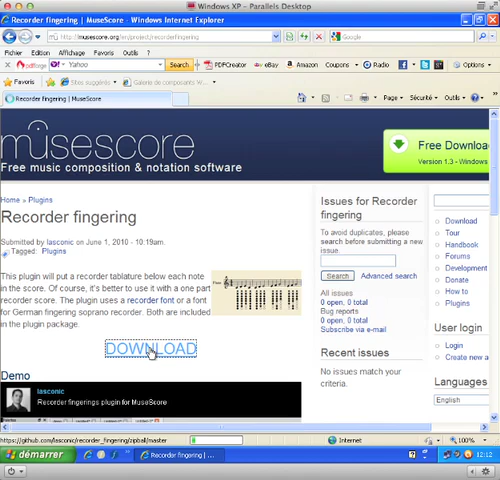 Windows XP - Parallels Desktop
Recorder fingering | MuseScore - Windows Internet Explorer
http://musescore.org/en/project/recorderfingering
Google
Fichier Edition Affichage Favoris Outils ?
pdfforge Y! Yahoo Search PDFCreator eBay Amazon Coupons Radio Options
Favoris Sites suggérés Galerie de composants W...
Recorder fingering | MuseScore
Page Sécurité Outils
musescore
Free music composition & notation software
Free Download
Version 1.3 - Windows
Home » Plugins
Recorder fingering
Submitted by lasconic on June 1, 2010 - 10:19am.
Tagged: Plugins
This plugin will put a recorder tablature below each note
in the score. Of course, it's better to use it with a one part
recorder score. The plugin uses a recorder font or a font
for German fingering soprano recorder. Both are included
in the plugin package.
DOWNLOAD
Demo
lasconic
Recorder fingerings plugin for MuseScore
Issues for Recorder
fingering
To avoid duplicates, please
search before submitting a new
issue.
Search Advanced search
All issues
0 open, 0 total
Bug reports
0 open, 0 total
Subscribe via e-mail
Recent issues
No issues match your
criteria.
Download
Tour
Handbook
Forums
Development
Donate
How to
Plugins
User login
Login
Create new a
Languages
English
https://github.com/lasconic/recorder_fingering/zipball/master
Internet
100%
démarrer
Recorder fingering | ...
12:12